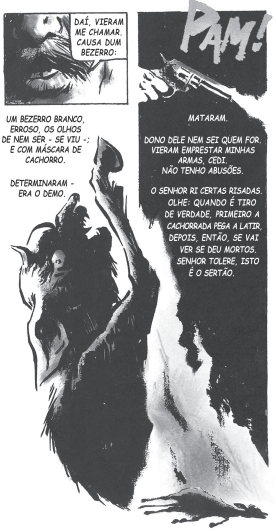 DAÍ, VIERAM
ME CHAMAR.
CAUSA DUM
BEZERRO:
UM BEZERRO BRANCO,
ERROSO, OS OLHOS
DE NEM SER - SE VIU -;
E COM MÁSCARA DE
CACHORRO.
DETERMINARAM -
ERA O DEMO.
PAM!
MATARAM.
DONO DELE NEM SEI QUEM FOR.
VIERAM EMPRESTAR MINHAS
ARMAS, CEDI.
NÃO TENHO ABUSÕES.
O SENHOR RI CERTAS RISADAS.
OLHE: QUANDO É TIRO
DE VERDADE, PRIMEIRO A
CACHORRADA PEGA A LATIR,
DEPOIS, ENTÃO, SE VAI
VER SE DEU MORTOS.
SENHOR TOLERE, ISTO
É O SERTÃO.